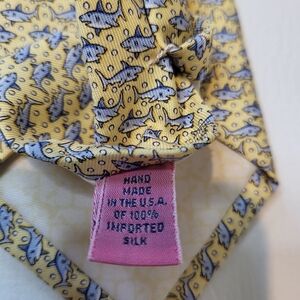 HAND
MADE
IN THE U.S.A.
OF 100%
IMPORTED
SILK